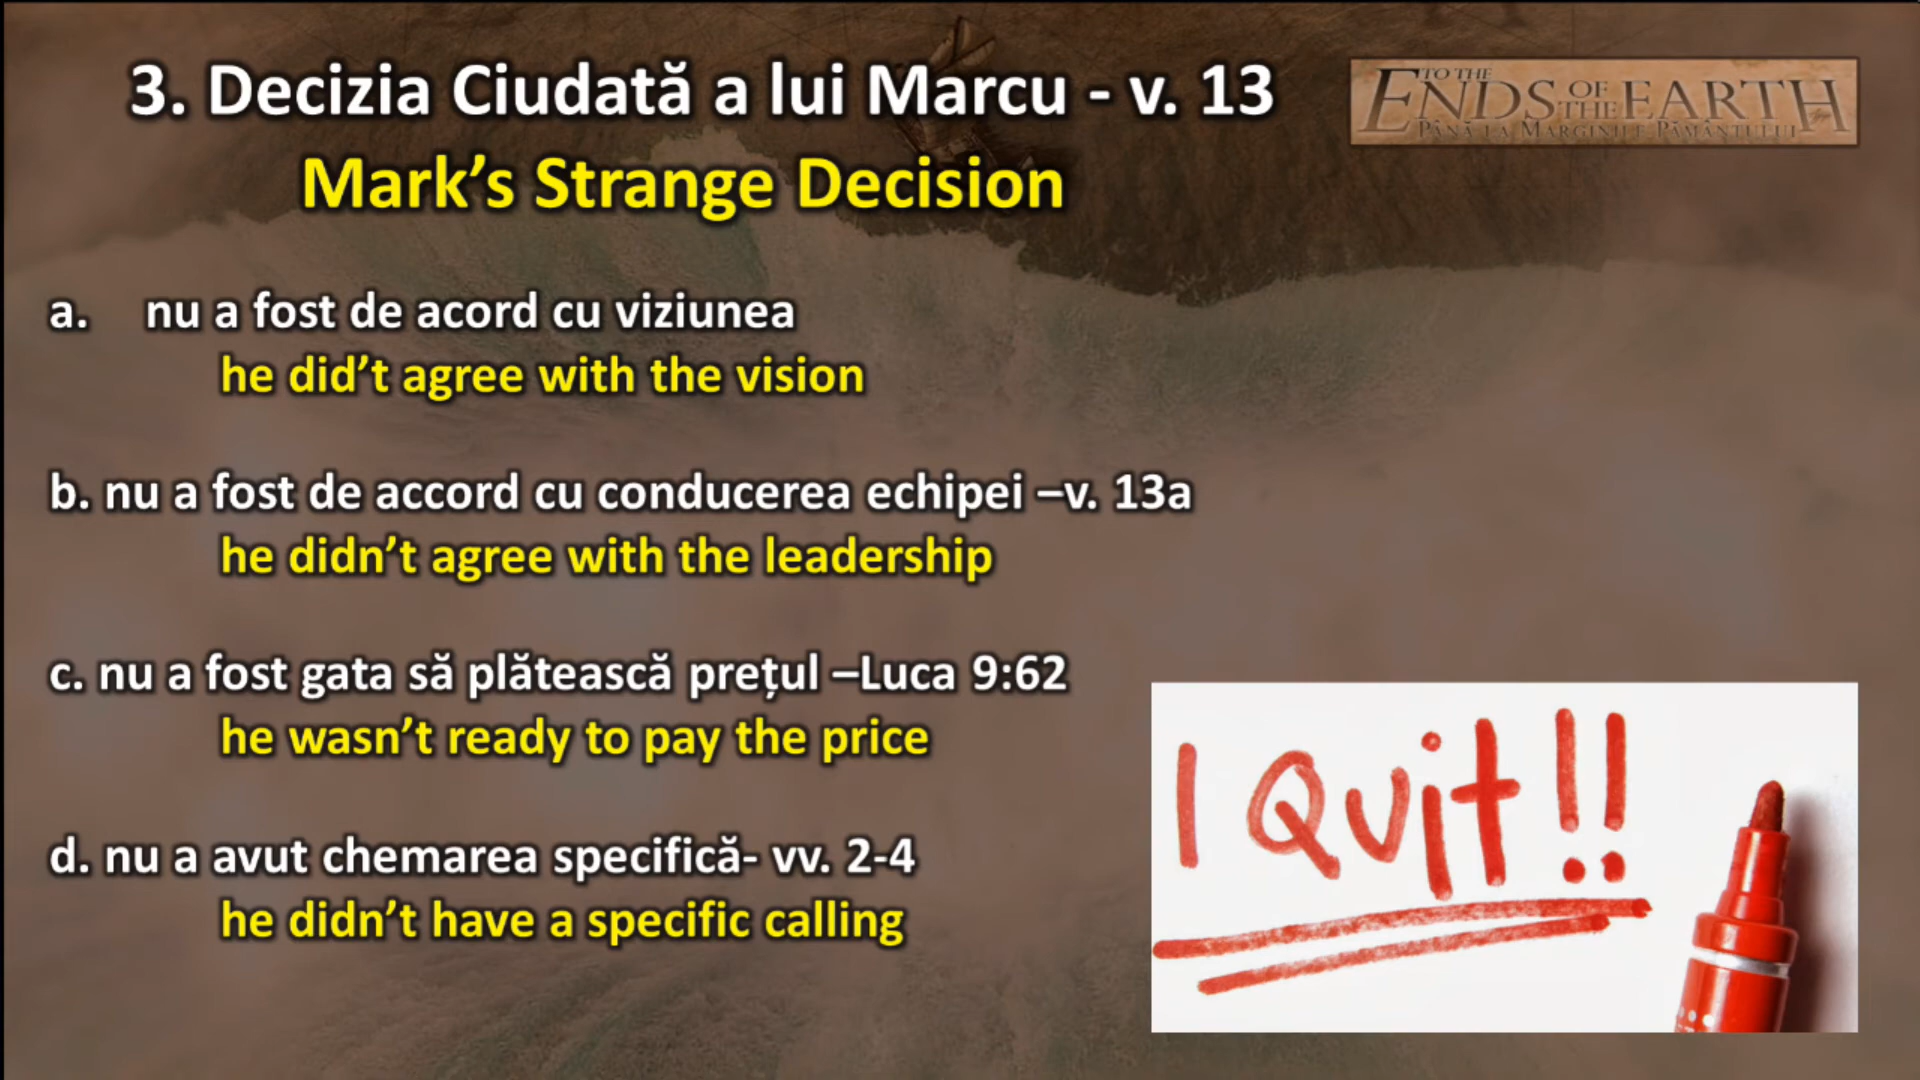 3. Decizia Ciudată a lui Marcu - v. 13
Mark's Strange Decision
TO THE
ENDS OF THE EARTH
PÂNĂ LA MARGINILE PĂMÂNTULUI
a. nu a fost de acord cu viziunea
he did't agree with the vision
b. nu a fost de accord cu conducerea echipei –v. 13a
he didn't agree with the leadership
c. nu a fost gata să plătească prețul –Luca 9:62
he wasn't ready to pay the price
d. nu a avut chemarea specifică- vv. 2-4
he didn't have a specific calling
I QUIT!!